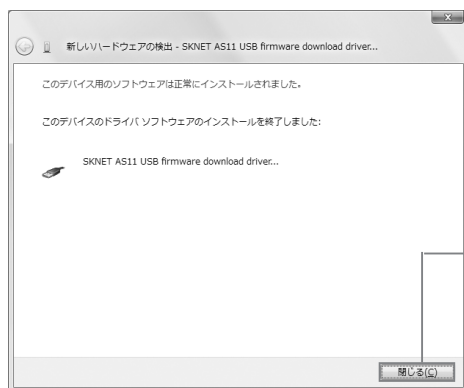 新しいハードウェアの検出 - SKNET AS11 USB firmware download driver...
このデバイス用のソフトウェアは正常にインストールされました。
このデバイスのドライバ ソフトウェアのインストールを終了しました:
SKNET AS11 USB firmware download driver...
閉じる(C)